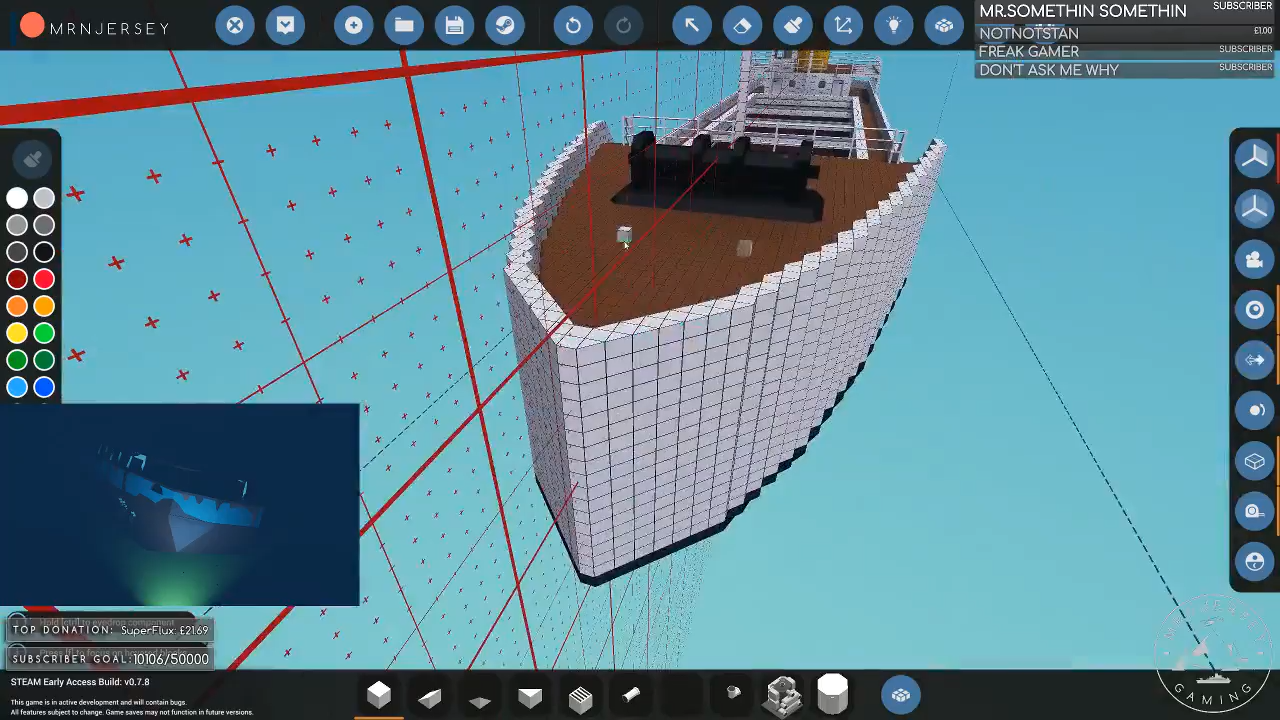 MRNJERSEY
MR.SOMETHIN SOMETHIN SUBSCRIBER
NOTNOTSTAN £1.00
FREAK GAMER SUBSCRIBER
DON'T ASK ME WHY SUBSCRIBER
TOP DONATION: SuperFlux: £21.69
SUBSCRIBER GOAL: 10106/50000
STEAM Early Access Build: v0.7.8
This game is in active development and will contain bugs.
All features subject to change. Game saves may not function in future versions.
GAMING